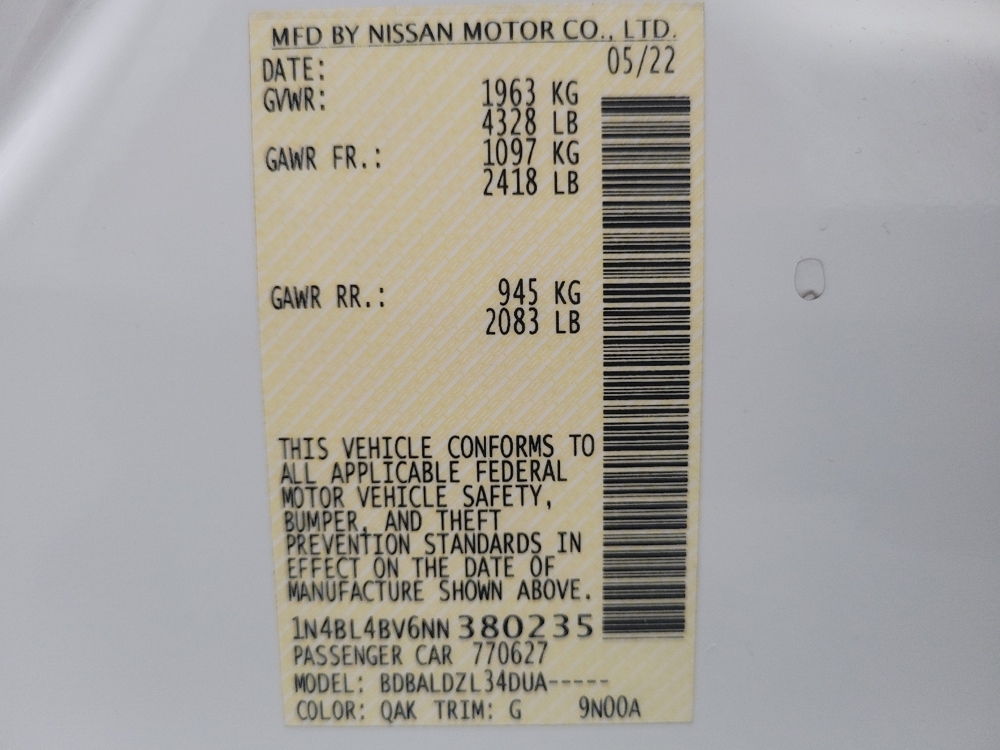 MFD BY NISSAN MOTOR CO., LTD.
DATE: 05/22
GVWR: 1963 KG
4328 LB
GAWR FR.: 1097 KG
2418 LB
GAWR RR.: 945 KG
2083 LB
THIS VEHICLE CONFORMS TO
ALL APPLICABLE FEDERAL
MOTOR VEHICLE SAFETY,
BUMPER, AND THEFT
PREVENTION STANDARDS IN
EFFECT ON THE DATE OF
MANUFACTURE SHOWN ABOVE.
1N4BL4BV6NN 380235
PASSENGER CAR 770627
MODEL: BDBALDZL34DUA-----
COLOR: QAK TRIM: G 9N00A